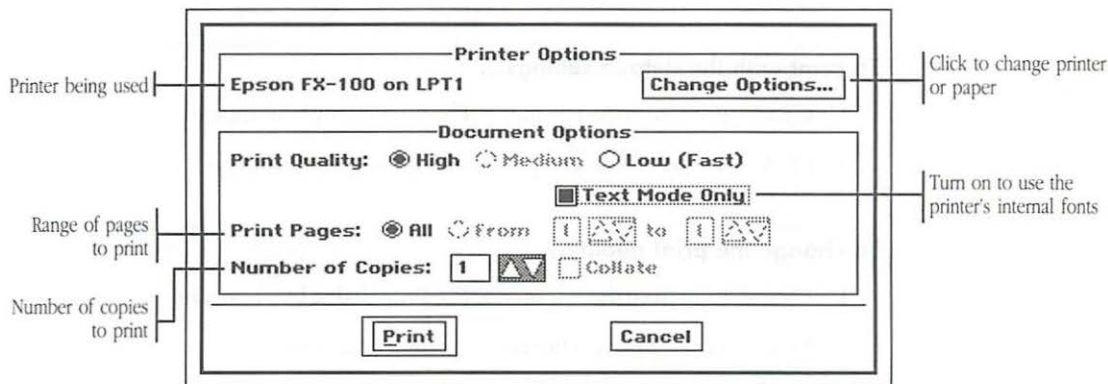 Printer Options
Printer being used
Epson FX-100 on LPT1
Change Options...
Click to change printer
or paper
Document Options
Print Quality: High Medium Low (Fast)
Text Mode Only
Turn on to use the
printer's internal fonts
Range of pages
to print
Print Pages: All From 1 to 1
Number of Copies: 1 Collate
Number of copies
to print
Print
Cancel